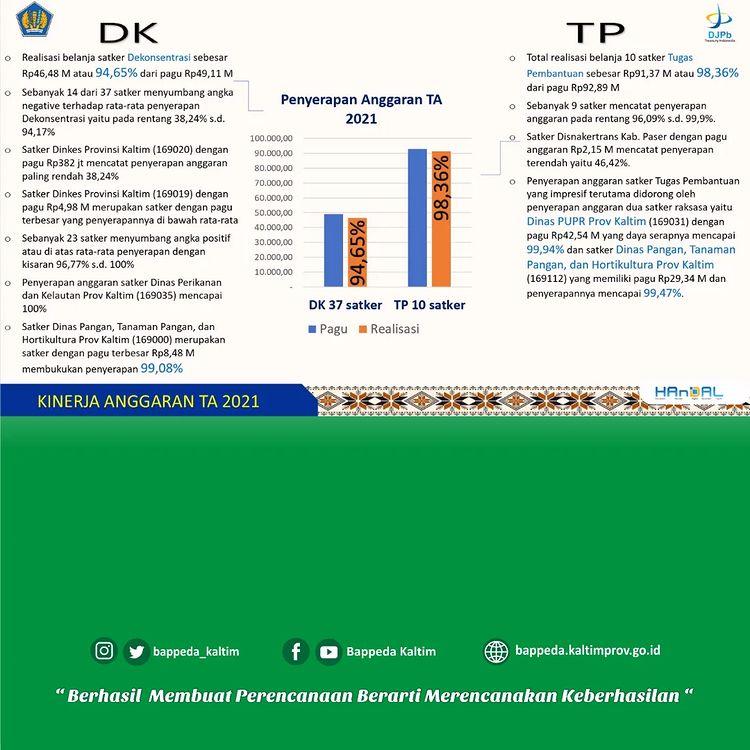 DK
o Realisasi belanja satker Dekonsentrasi sebesar
Rp46,48 M atau 94,65% dari pagu Rp49,11 M
o Sebanyak 14 dari 37 satker menyumbang angka
negative terhadap rata-rata penyerapan
Dekonsentrasi yaitu pada rentang 38,24% s.d.
94,17%
o Satker Dinkes Provinsi Kaltim (169020) dengan
pagu Rp382 jt mencatat penyerapan anggaran
paling rendah 38,24%
o Satker Dinkes Provinsi Kaltim (169019) dengan
pagu Rp4,98 M merupakan satker dengan pagu
terbesar yang penyerapannya di bawah rata-rata
o Sebanyak 23 satker menyumbang angka positif
atau di atas rata-rata penyerapan dengan
kisaran 96,77% s.d. 100%
o Penyerapan anggaran satker Dinas Perikanan
dan Kelautan Prov Kaltim (169035) mencapai
100%
o Satker Dinas Pangan, Tanaman Pangan, dan
Hortikultura Prov Kaltim (169000) merupakan
satker dengan pagu terbesar Rp8,48 M
membukukan penyerapan 99,08%
Penyerapan Anggaran TA
2021
100.000,00
90.000,00
80.000,00
70.000,00
60.000,00
50.000,00
40.000,00
30.000,00
20.000,00
10.000,00
-
94,65%
98,36%
DK 37 satker TP 10 satker
Pagu Realisasi
TP
DJPb
Treasury Indonesia
o Total realisasi belanja 10 satker Tugas
Pembantuan sebesar Rp91,37 M atau 98,36%
dari pagu Rp92,89 M
o Sebanyak 9 satker mencatat penyerapan
anggaran pada rentang 96,09% s.d. 99,9%.
o Satker Disnakertrans Kab. Paser dengan pagu
anggaran Rp2,15 M mencatat penyerapan
terendah yaitu 46,42%.
o Penyerapan anggaran satker Tugas Pembantuan
yang impresif terutama didorong oleh
penyerapan anggaran dua satker raksasa yaitu
Dinas PUPR Prov Kaltim (169031) dengan
pagu Rp42,54 M yang daya serapnya mencapai
99,94% dan satker Dinas Pangan, Tanaman
Pangan, dan Hortikultura Prov Kaltim
(169112) yang memiliki pagu Rp29,34 M dan
penyerapannya mencapai 99,47%.
KINERJA ANGGARAN TA 2021
HAnDAL
bappeda_kaltim
Bappeda Kaltim
bappeda.kaltimprov.go.id
“ Berhasil Membuat Perencanaan Berarti Merencanakan Keberhasilan “